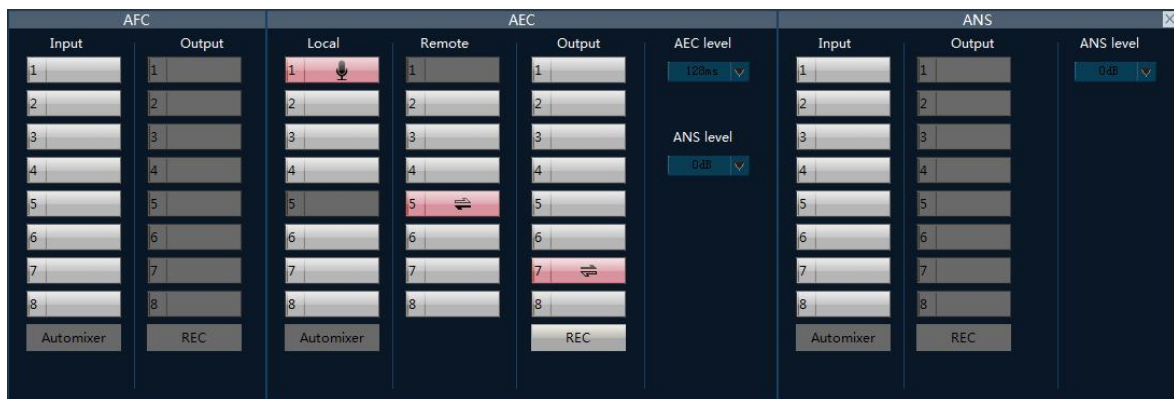 AFC AEC ANS
Input Output Local Remote Output AEC level Input Output ANS level
1 1 1 1 1 128ms 1 1 0dB
2 2 2 2 2 2 2
3 3 3 3 3 ANS level 3 3
4 4 4 4 4 0dB 4 4
5 5 5 5 5 5 5
6 6 6 6 6 6 6
7 7 7 7 7 7 7
8 8 8 8 8 8 8
Automixer REC Automixer REC Automixer REC